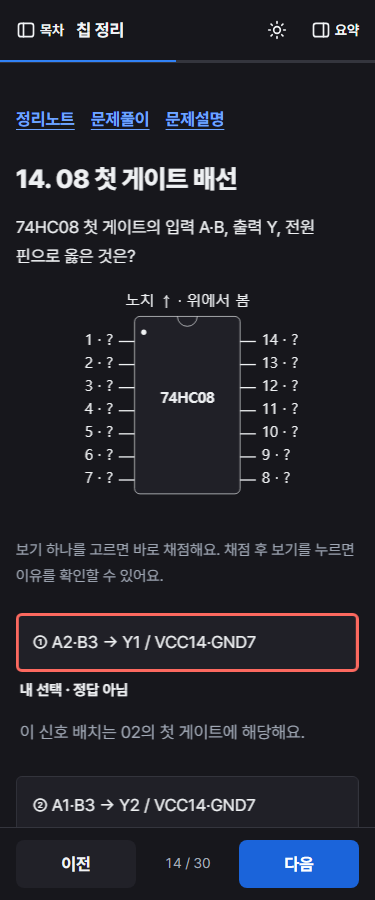 목차 칩 정리 요약
정리노트 문제풀이 문제설명
14. 08 첫 게이트 배선
74HC08 첫 게이트의 입력 A·B, 출력 Y, 전원
핀으로 옳은 것은?
노치 ↑ · 위에서 봄
1 · ? 14 · ?
2 · ? 13 · ?
3 · ? 12 · ?
74HC08
4 · ? 11 · ?
5 · ? 10 · ?
6 · ? 9 · ?
7 · ? 8 · ?
보기 하나를 고르면 바로 채점해요. 채점 후 보기를 누르면
이유를 확인할 수 있어요.
① A2·B3 → Y1 / VCC14·GND7
내 선택 · 정답 아님
이 신호 배치는 02의 첫 게이트에 해당해요.
② A1·B3 → Y2 / VCC14·GND7
이전 14 / 30 다음